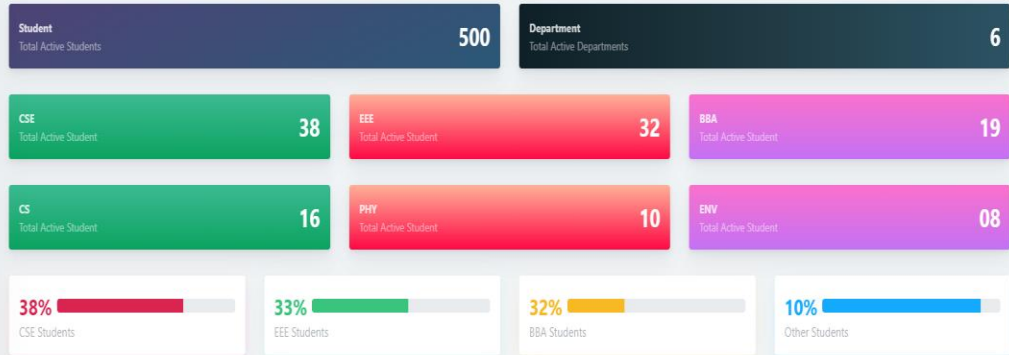 Student
Total Active Students
500
Department
Total Active Departments
6
CSE
Total Active Student
38
EEE
Total Active Student
32
BBA
Total Active Student
19
CS
Total Active Student
16
PHY
Total Active Student
10
ENV
Total Active Student
08
38%
CSE Students
33%
EEE Students
32%
BBA Students
10%
Other Students